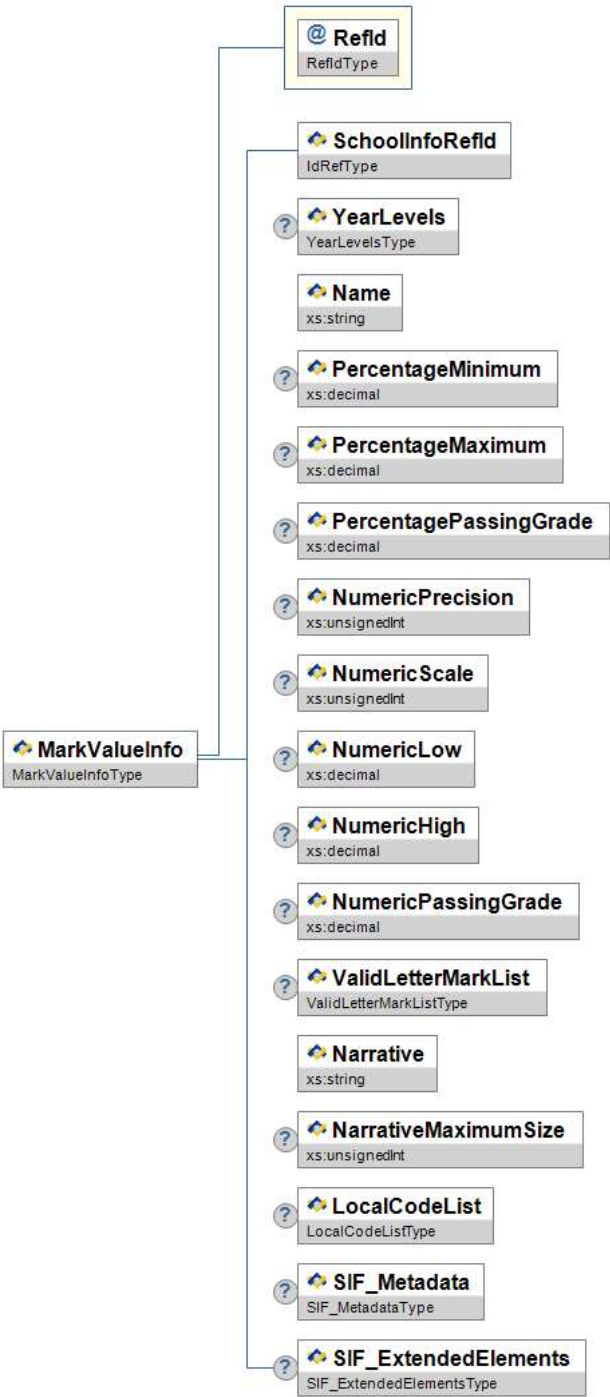 @ RefId
RefIdType
SchoolInfoRefId
IdRefType
? YearLevels
YearLevelsType
Name
xs:string
? PercentageMinimum
xs:decimal
? PercentageMaximum
xs:decimal
? PercentagePassingGrade
xs:decimal
? NumericPrecision
xs:unsignedInt
? NumericScale
xs:unsignedInt
MarkValueInfo
MarkValueInfoType
? NumericLow
xs:decimal
? NumericHigh
xs:decimal
? NumericPassingGrade
xs:decimal
? ValidLetterMarkList
ValidLetterMarkListType
Narrative
xs:string
? NarrativeMaximumSize
xs:unsignedInt
? LocalCodeList
LocalCodeListType
? SIF_Metadata
SIF_MetadataType
? SIF_ExtendedElements
SIF_ExtendedElementsType